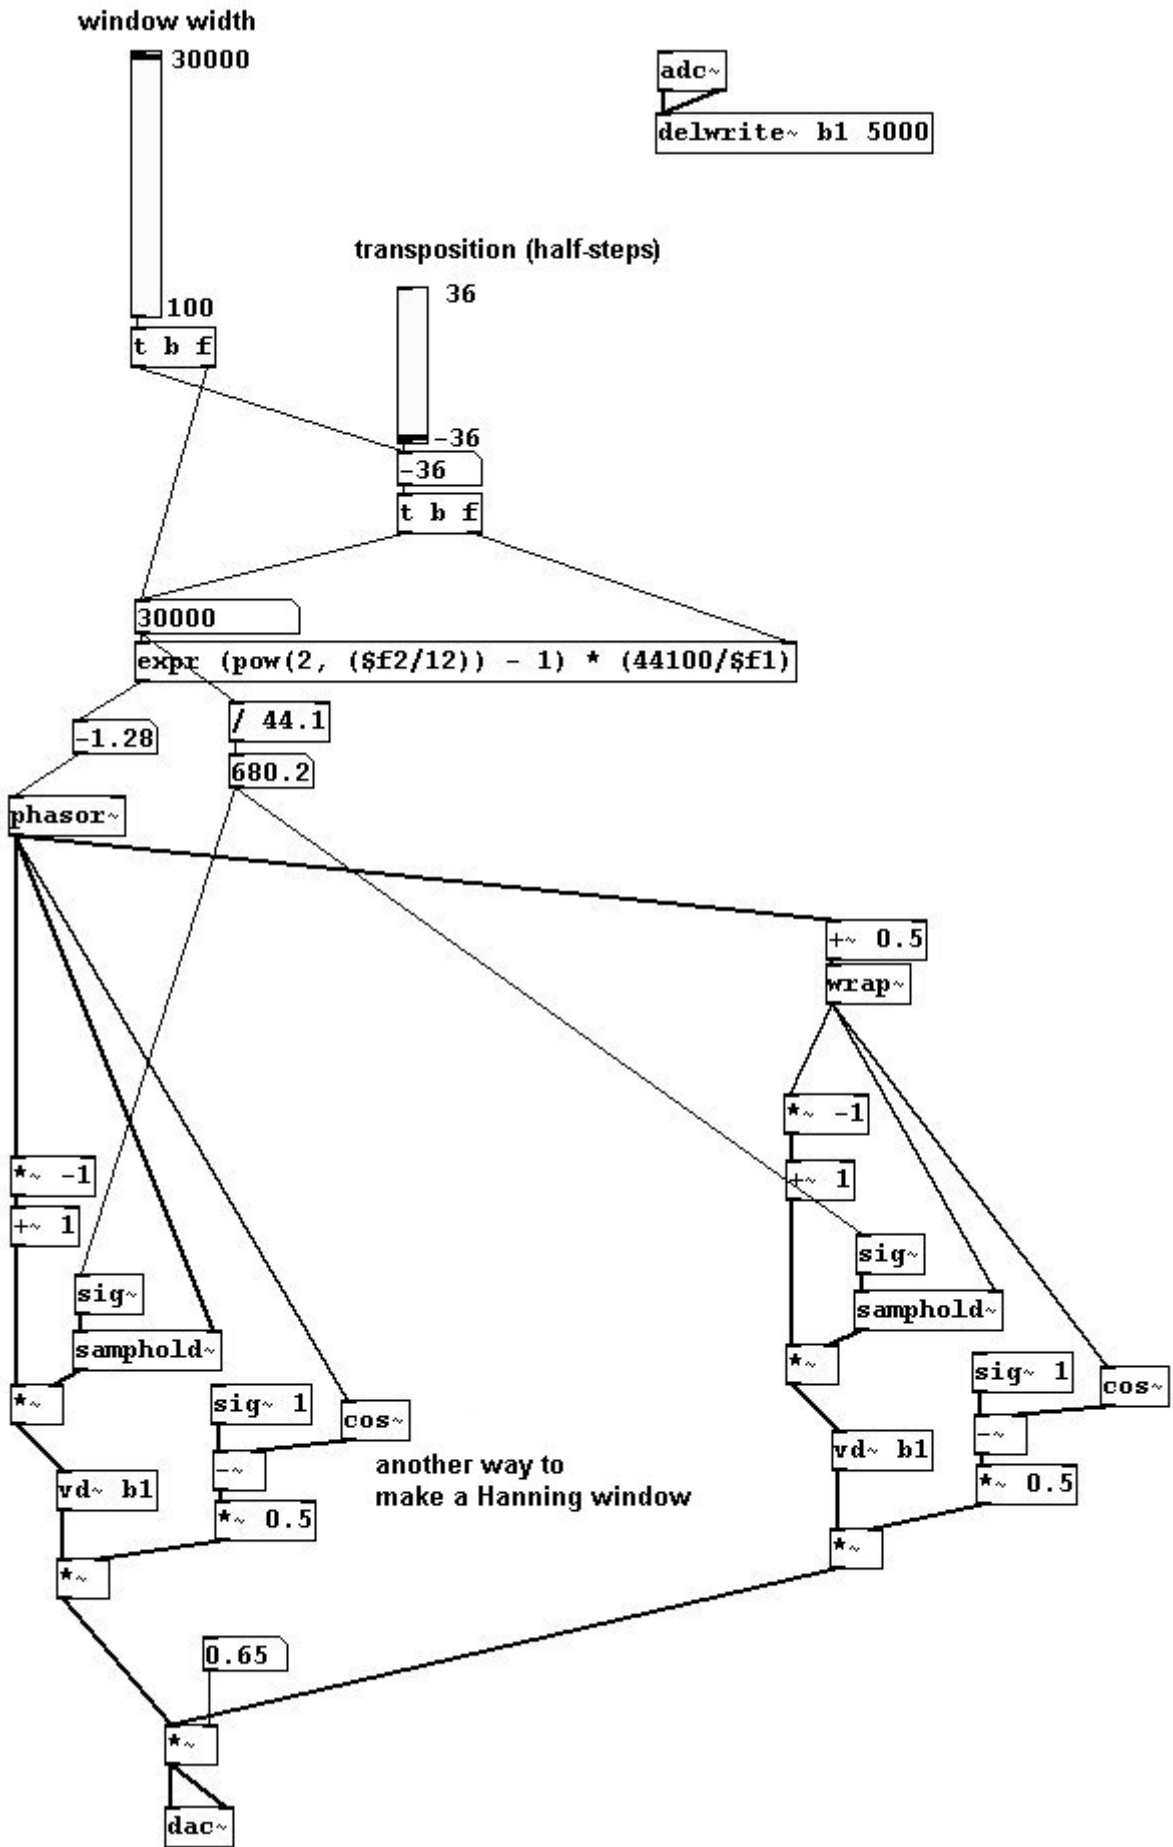 window width
30000
adc~
delwrite~ b1 5000
transposition (half-steps)
36
100
t b f
-36
-36
t b f
30000
expr (pow(2, ($f2/12)) - 1) * (44100/$f1)
/ 44.1
-1.28
680.2
phasor~
+~ 0.5
wrap~
*~ -1
*~ -1
+~ 1
+~ 1
sig~
sig~
samphold~
samphold~
*~
*~
sig~ 1
cos~
sig~ 1
cos~
-~
-~
vd~ b1
another way to
make a Hanning window
vd~ b1
*~ 0.5
*~ 0.5
*~
*~
0.65
*~
dac~